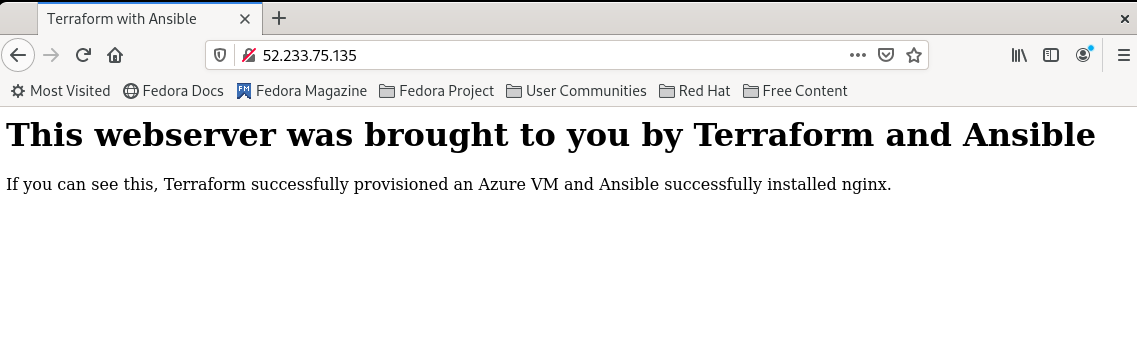 Terraform with Ansible
52.233.75.135
Most Visited Fedora Docs Fedora Magazine Fedora Project User Communities Red Hat Free Content
This webserver was brought to you by Terraform and Ansible
If you can see this, Terraform successfully provisioned an Azure VM and Ansible successfully installed nginx.